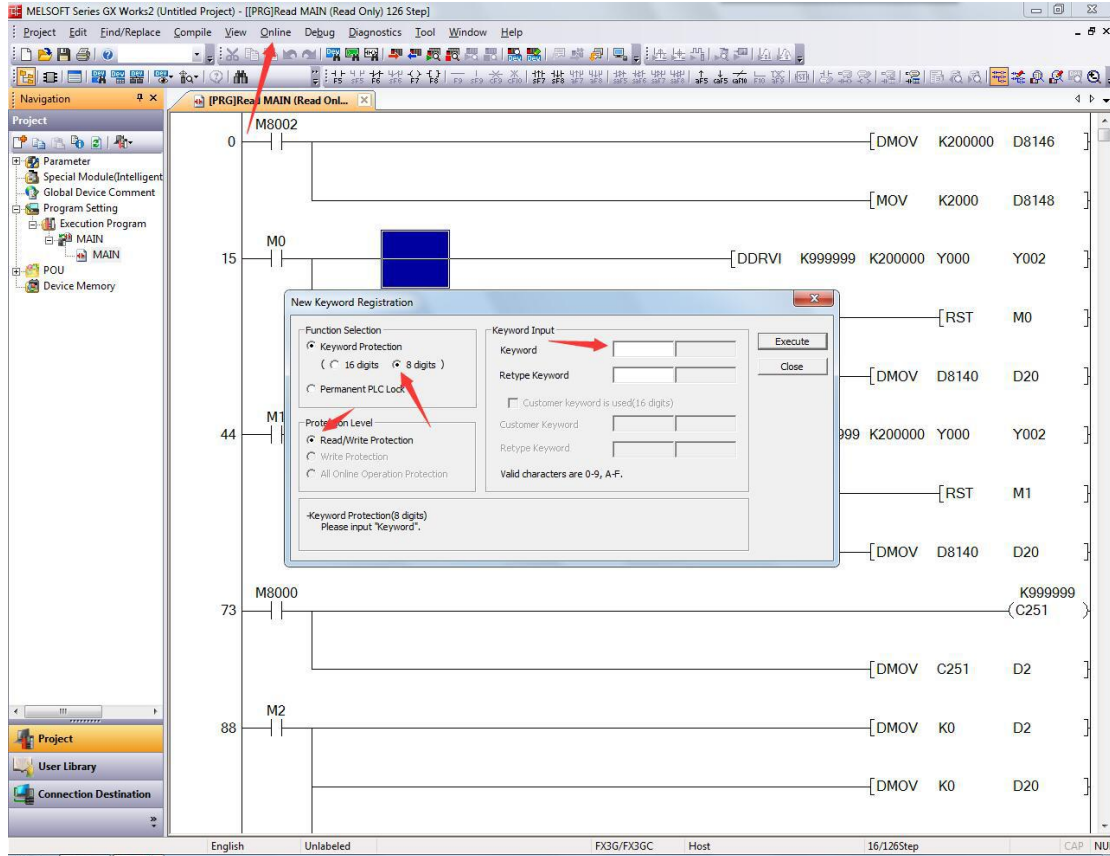 MELSOFT Series GX Works2 (Untitled Project) - [[PRG]Read MAIN (Read Only) 126 Step]
Project Edit Find/Replace Compile View Online Debug Diagnostics Tool Window Help
Navigation
[PRG]Read MAIN (Read Onl...
Project
Parameter
Special Module(Intelligent
Global Device Comment
Program Setting
Execution Program
MAIN
MAIN
POU
Device Memory
M8002
0 DMOV K200000 D8146
MOV K2000 D8148
M0
15 DDRVI K999999 K200000 Y000 Y002
RST M0
DMOV D8140 D20
M1
44 999 K200000 Y000 Y002
RST M1
DMOV D8140 D20
M8000 K999999
73 C251
DMOV C251 D2
M2
88 DMOV K0 D2
DMOV K0 D20
New Keyword Registration
Function Selection
Keyword Protection
( 16 digits 8 digits )
Permanent PLC Lock
Protection Level
Read/Write Protection
Write Protection
All Online Operation Protection
Keyword Input
Keyword
Retype Keyword
Customer keyword is used(16 digits)
Customer Keyword
Retype Keyword
Valid characters are 0-9, A-F.
Execute
Close
-Keyword Protection(8 digits)
Please input "Keyword".
Project
User Library
Connection Destination
English Unlabeled FX3G/FX3GC Host 16/126Step CAP NU